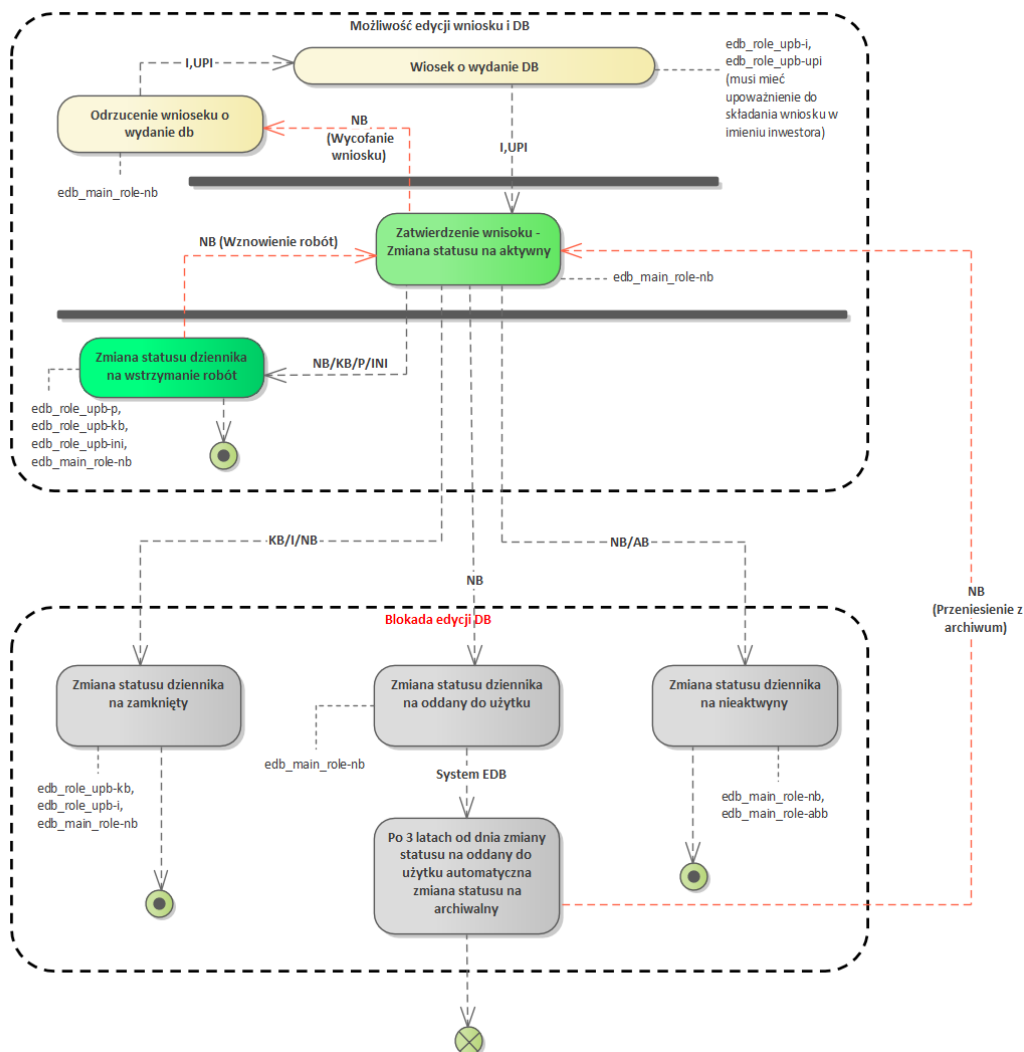 Możliwość edycji wniosku i DB
I,UPI
Wiosek o wydanie DB
edb_role_upb-i,
edb_role_upb-upi
(musi mieć
upoważnienie do
składania wniosku w
imieniu inwestora)
Odrzucenie wnioseku o
wydanie db
NB
(Wycofanie
wniosku)
I,UPI
edb_main_role-nb
Zatwierdzenie wnisoku -
Zmiana statusu na aktywny
NB (Wznowienie robót)
edb_main_role-nb
Zmiana statusu dziennika
na wstrzymanie robót
NB/KB/P/INI
edb_role_upb-p,
edb_role_upb-kb,
edb_role_upb-ini,
edb_main_role-nb
KB/I/NB
NB
NB/AB
NB
(Przeniesienie z
archiwum)
Blokada edycji DB
Zmiana statusu dziennika
na zamknięty
Zmiana statusu dziennika
na oddany do użytku
Zmiana statusu dziennika
na nieaktwyny
edb_main_role-nb
edb_role_upb-kb,
edb_role_upb-i,
edb_main_role-nb
System EDB
edb_main_role-nb,
edb_main_role-abb
Po 3 latach od dnia zmiany
statusu na oddany do
użytku automatyczna
zmiana statusu na
archiwalny